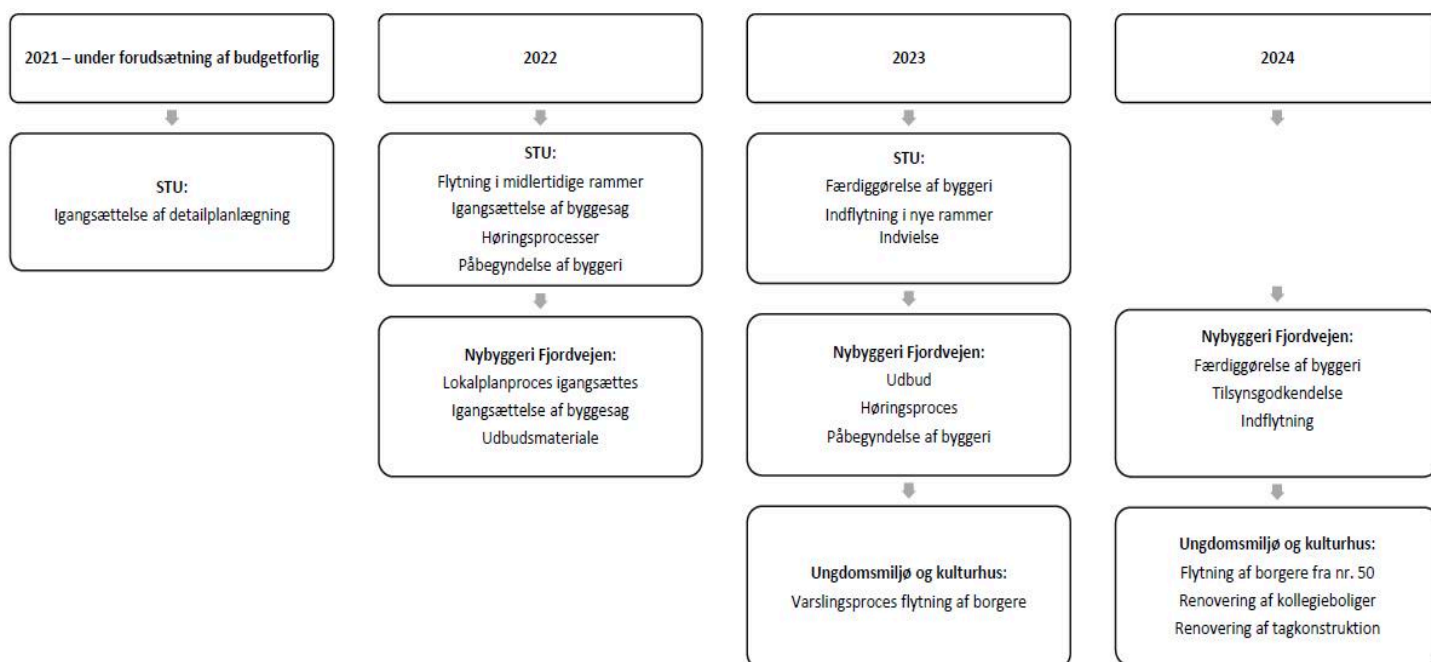 2021 – under forudsætning af budgetforlig
STU:
Igangsættelse af detailplanlægning
2022
STU:
Flytning i midlertidige rammer
Igangsættelse af byggesag
Høringsprocesser
Påbegyndelse af byggeri
Nybyggeri Fjordvejen:
Lokalplanproces igangsættes
Igangsættelse af byggesag
Udbudsmateriale
2023
STU:
Færdiggørelse af byggeri
Indflytning i nye rammer
Indvielse
Nybyggeri Fjordvejen:
Udbud
Høringsproces
Påbegyndelse af byggeri
Ungdomsmiljø og kulturhus:
Varslingsproces flytning af borgere
2024
Nybyggeri Fjordvejen:
Færdiggørelse af byggeri
Tilsynsgodkendelse
Indflytning
Ungdomsmiljø og kulturhus:
Flytning af borgere fra nr. 50
Renovering af kollegieboliger
Renovering af tagkonstruktion